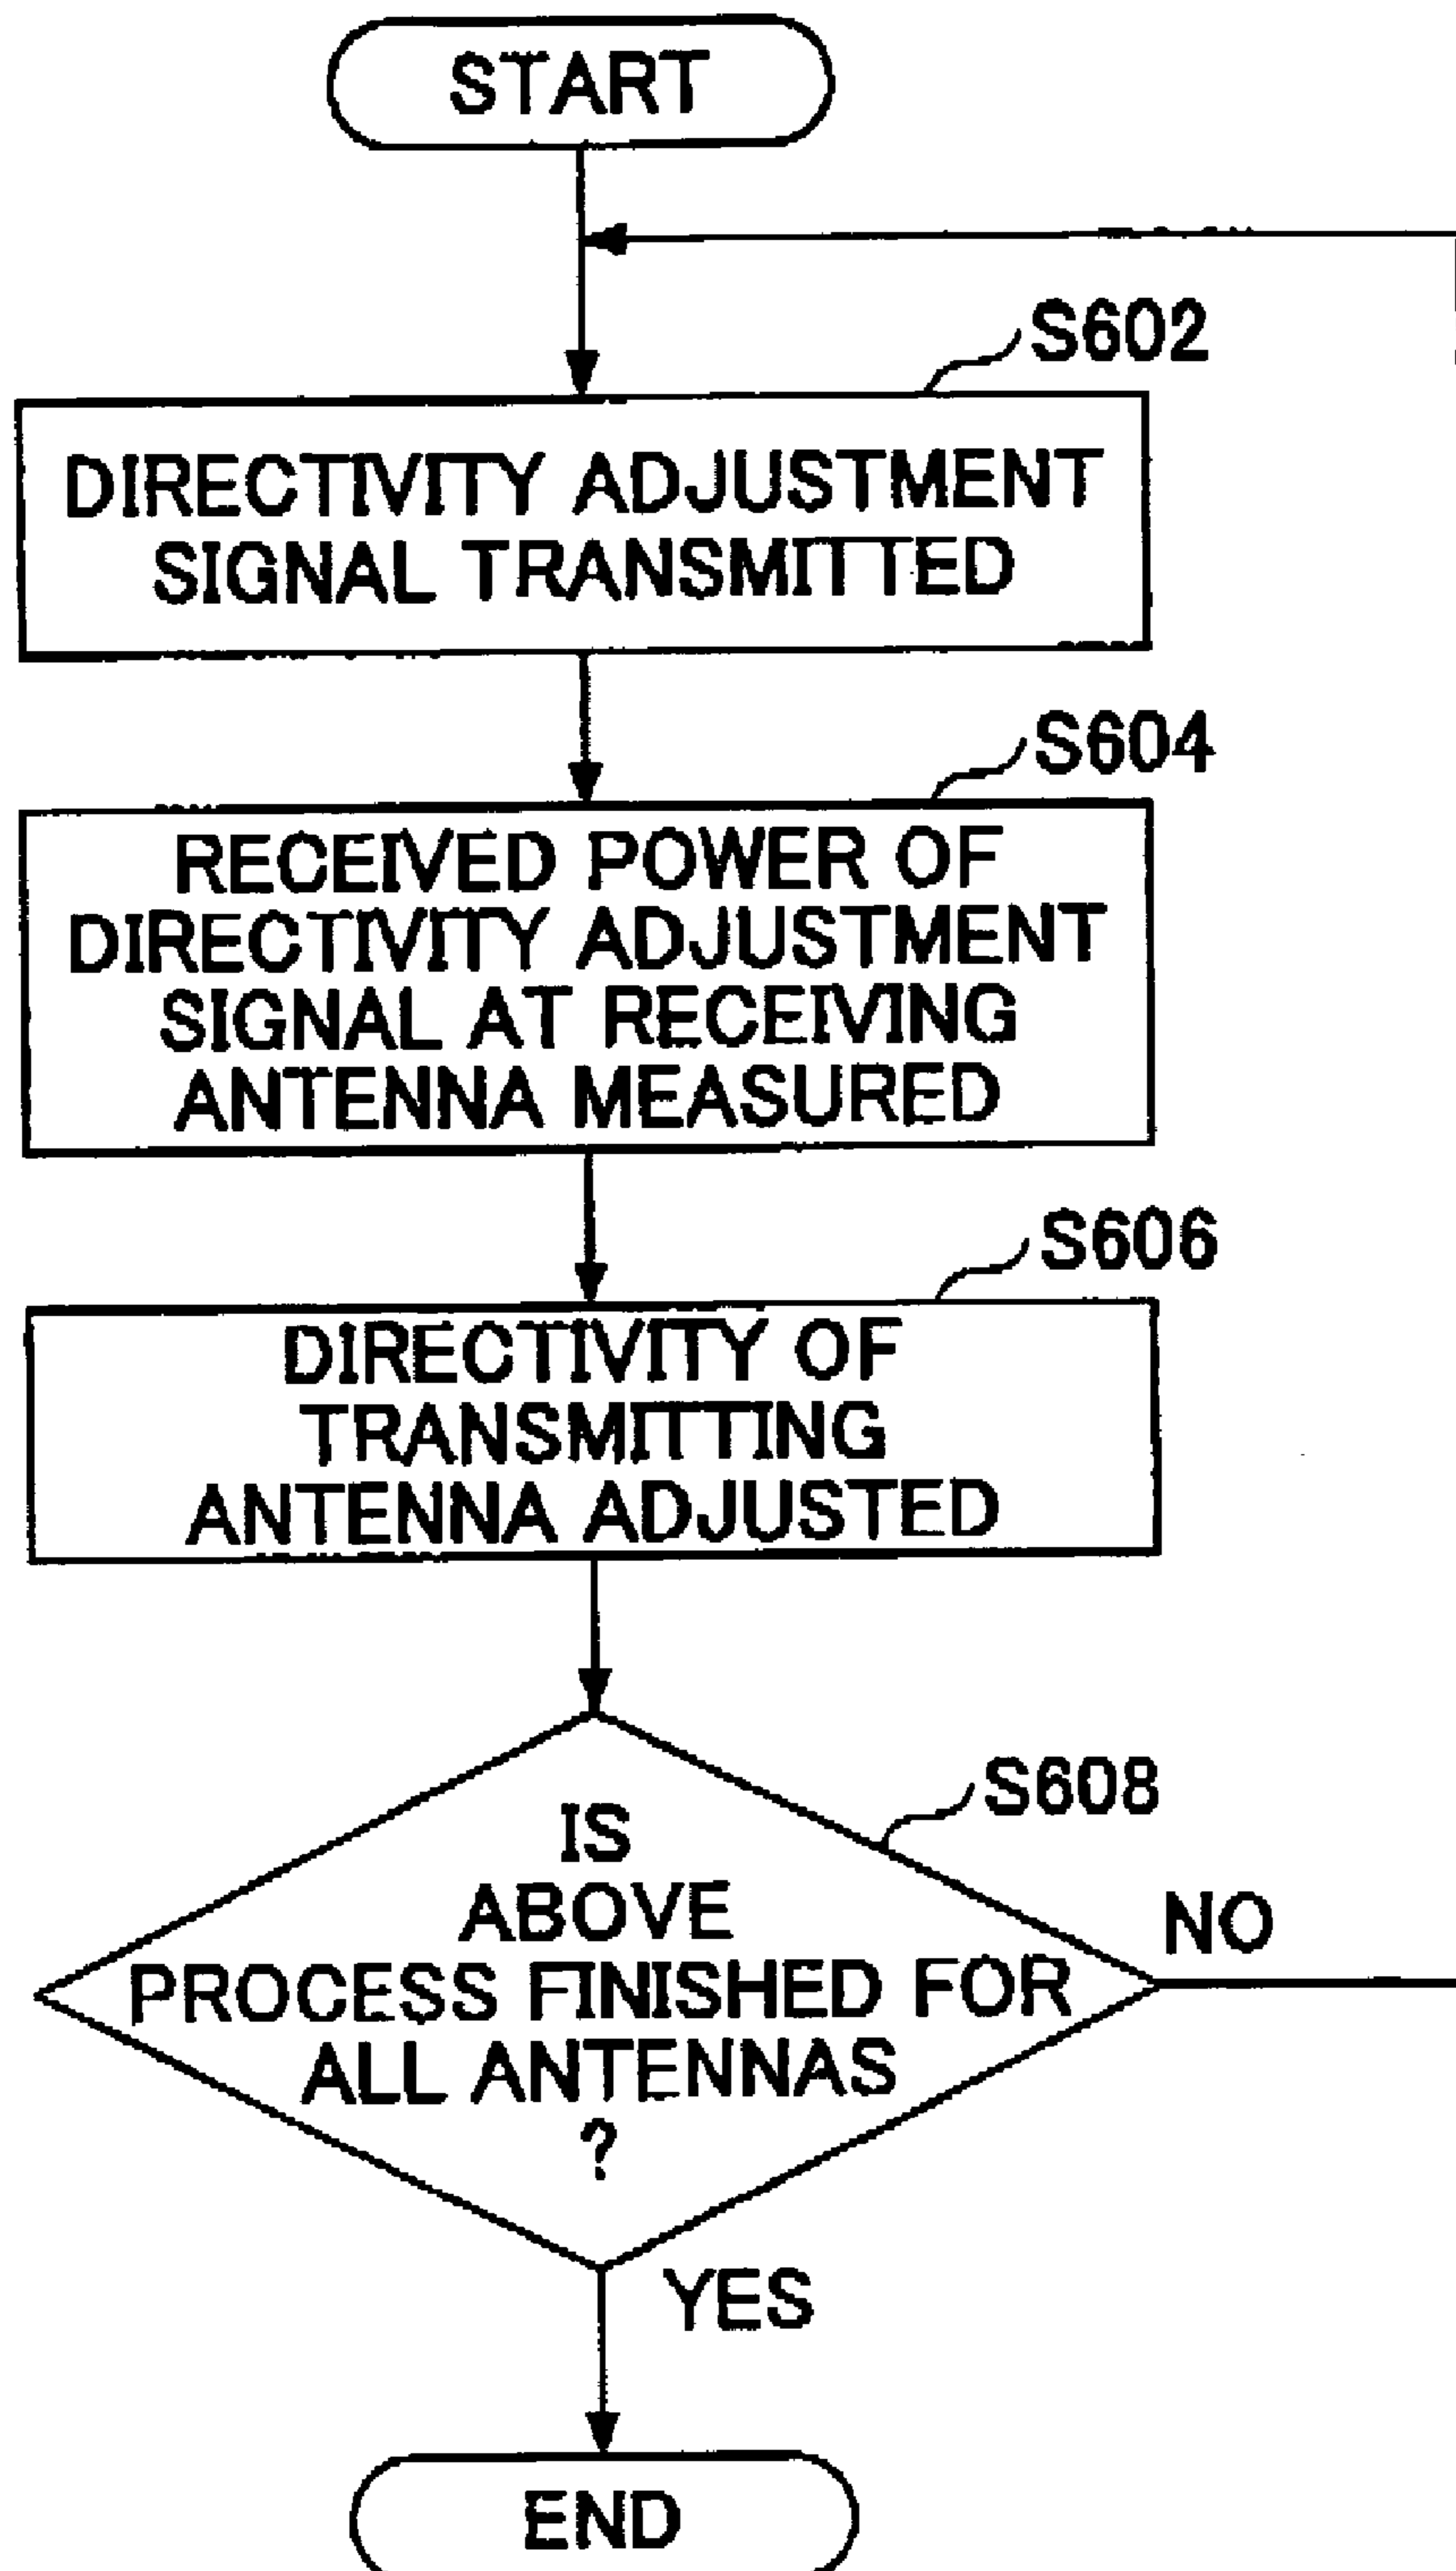 START
S602
DIRECTIVITY ADJUSTMENT
SIGNAL TRANSMITTED
S604
RECEIVED POWER OF
DIRECTIVITY ADJUSTMENT
SIGNAL AT RECEIVING
ANTENNA MEASURED
S606
DIRECTIVITY OF
TRANSMITTING
ANTENNA ADJUSTED
S608
IS
ABOVE
PROCESS FINISHED FOR
ALL ANTENNAS
?
NO
YES
END